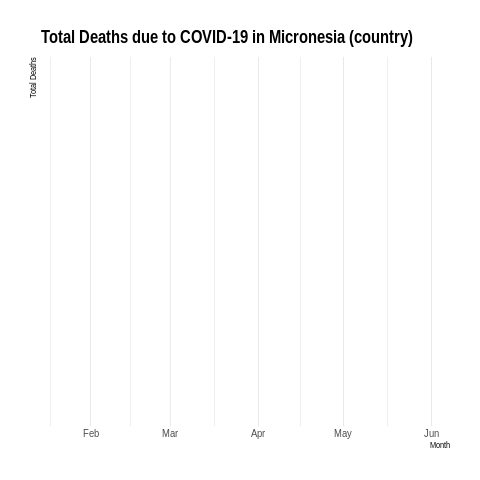 Total Deaths due to COVID-19 in Micronesia (country)
Total Deaths
Feb Mar Apr May Jun
Month